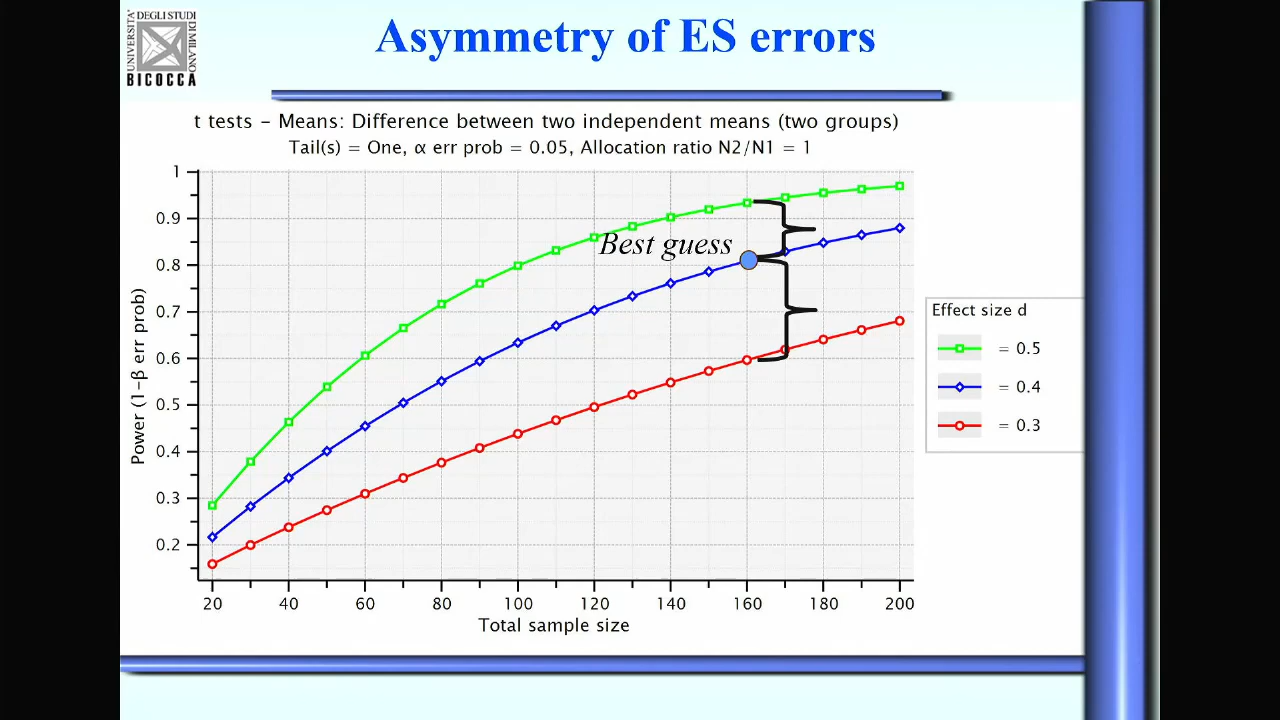 UNIVERSITA'
DEGLI STUDI
DI MILANO
BICOCCA
Asymmetry of ES errors
t tests – Means: Difference between two independent means (two groups)
Tail(s) = One, α err prob = 0.05, Allocation ratio N2/N1 = 1
1
0.9
0.8
0.7
0.6
0.5
0.4
0.3
0.2
Power (1-β err prob)
Best guess
Effect size d
= 0.5
= 0.4
= 0.3
20 40 60 80 100 120 140 160 180 200
Total sample size